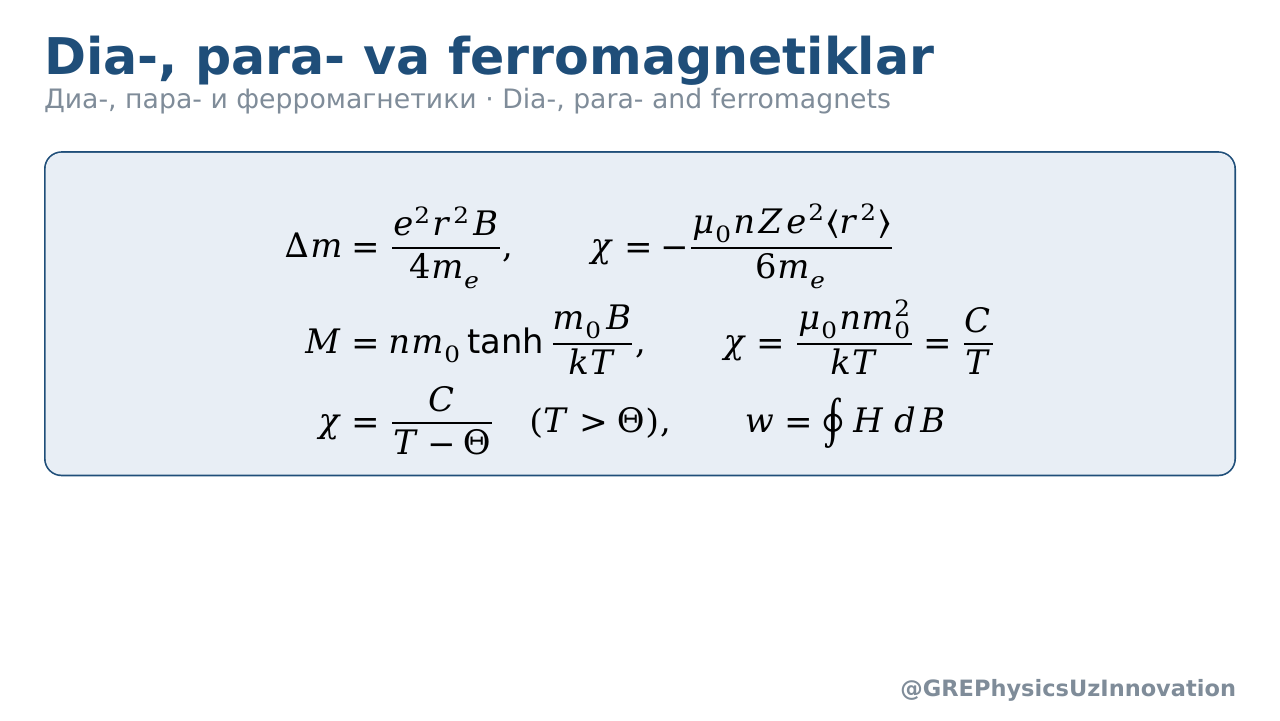 Dia-, para- va ferromagnetiklar
Диа-, пара- и ферромагнетики · Dia-, para- and ferromagnets
Δm = e²r²B / 4mₑ, χ = −μ₀nZe²⟨r²⟩ / 6mₑ
M = nm₀ tanh m₀B / kT, χ = μ₀nm₀² / kT = C / T
χ = C / T − Θ (T > Θ), w = ∮ H dB
@GREPhysicsUzInnovation